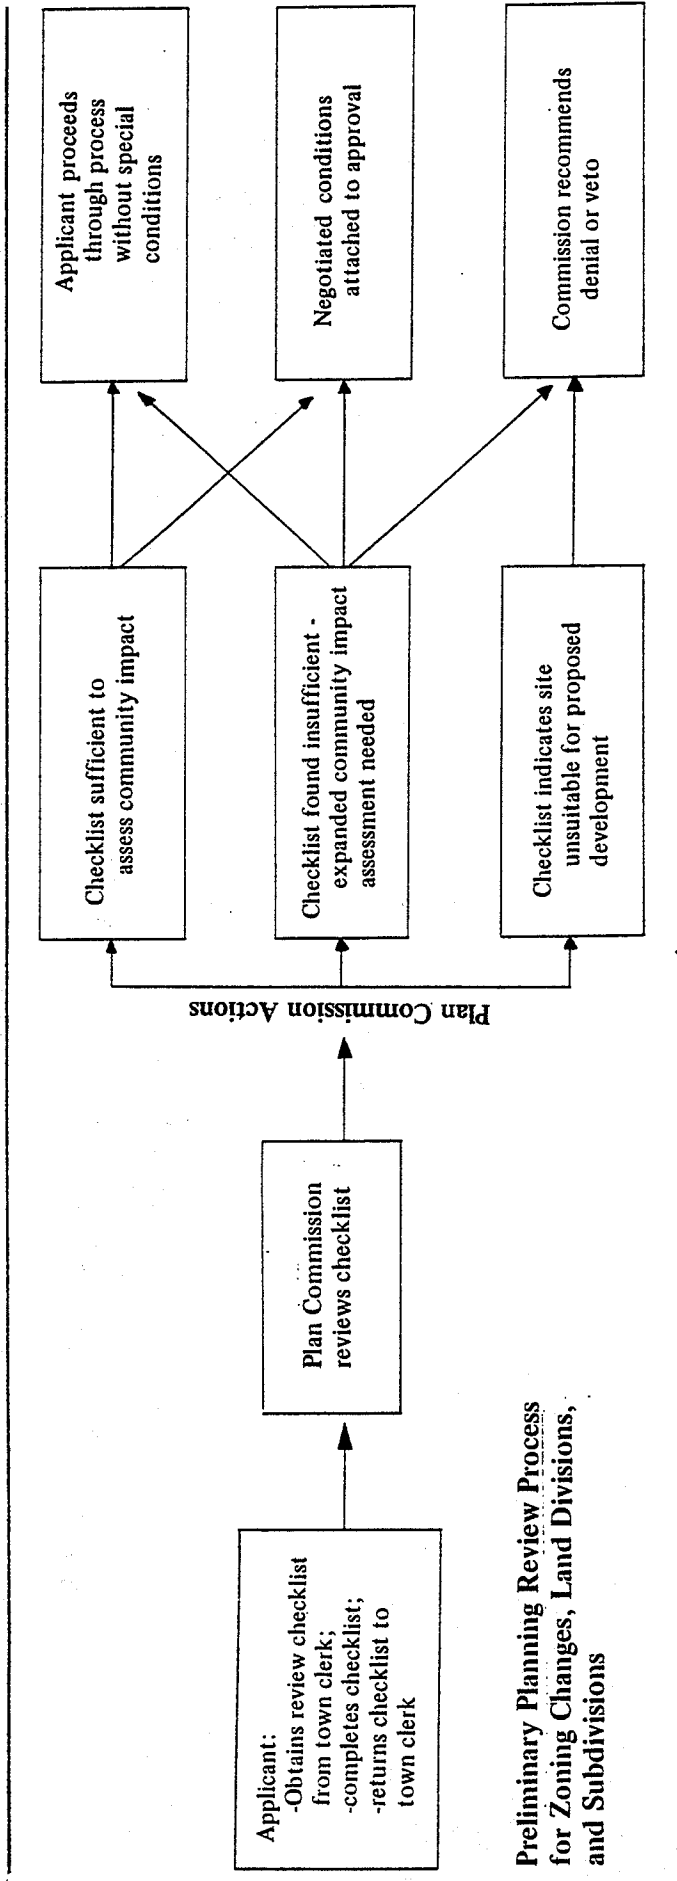 Applicant:
-Obtains review checklist
from town clerk;
-completes checklist;
-returns checklist to
town clerk
Plan Commission
reviews checklist
Plan Commission Actions
Checklist sufficient to
assess community impact
Checklist found insufficient -
expanded community impact
assessment needed
Checklist indicates site
unsuitable for proposed
development
Applicant proceeds
through process
without special
conditions
Negotiated conditions
attached to approval
Commission recommends
denial or veto
Preliminary Planning Review Process
for Zoning Changes, Land Divisions,
and Subdivisions